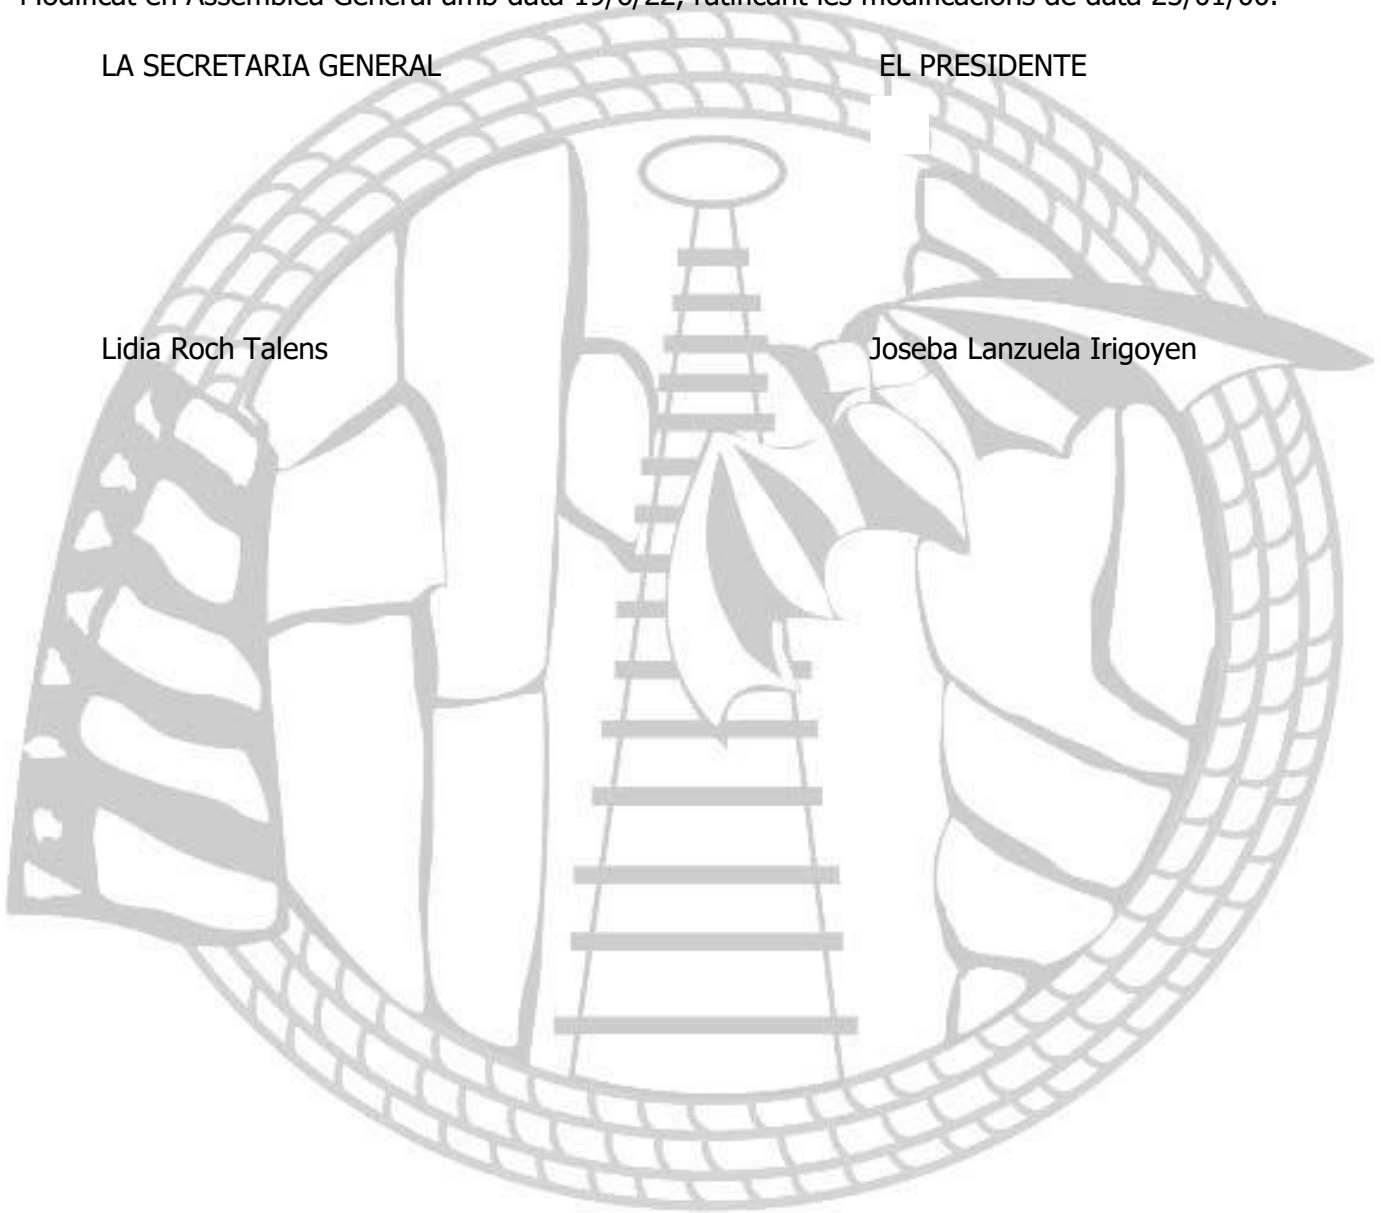 Modificat en Assemblea General amb data 19/6/22, ratificant les modificacions de data 25/01/00.
LA SECRETARIA GENERAL
EL PRESIDENTE
Lidia Roch Talens
Joseba Lanzuela Irigoyen